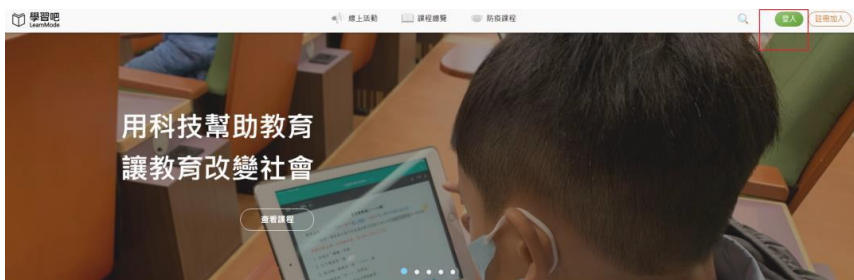 學習吧
LearnMode
線上活動
課程總覽
防疫課程
登入
註冊加入
用科技幫助教育
讓教育改變社會
查看課程